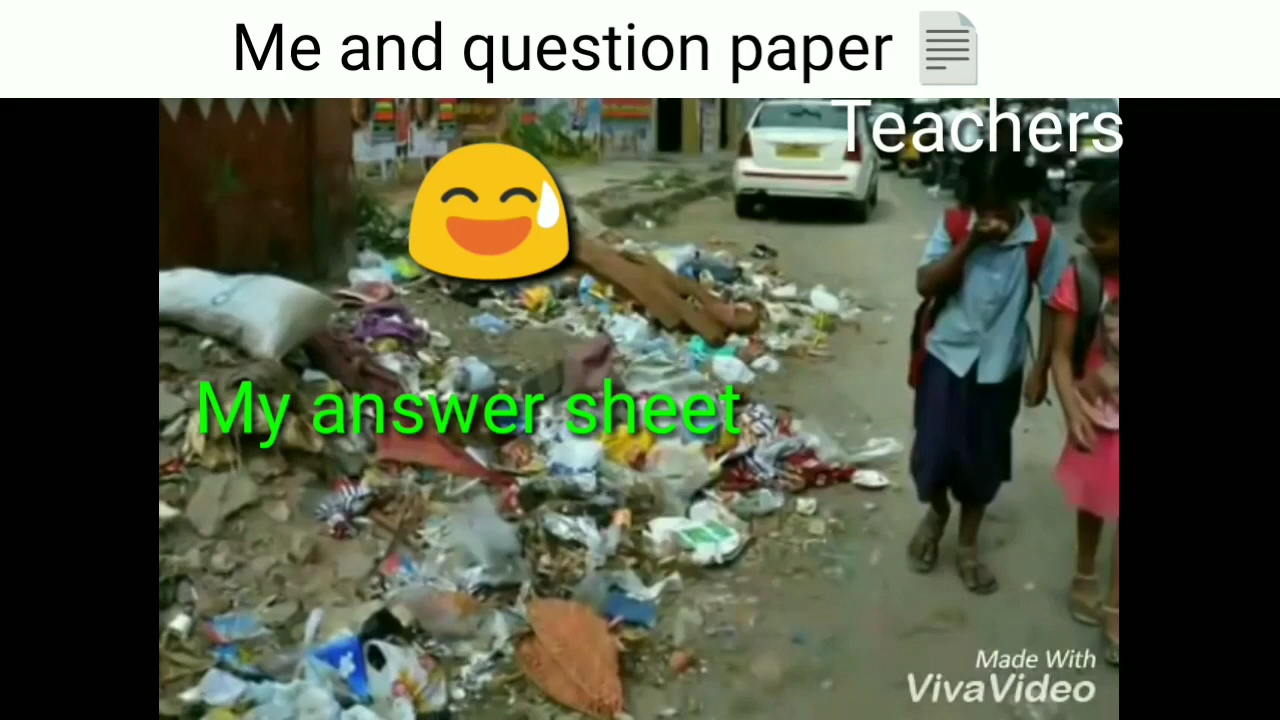 Me and question paper
Teachers
My answer sheet
Made With
VivaVideo